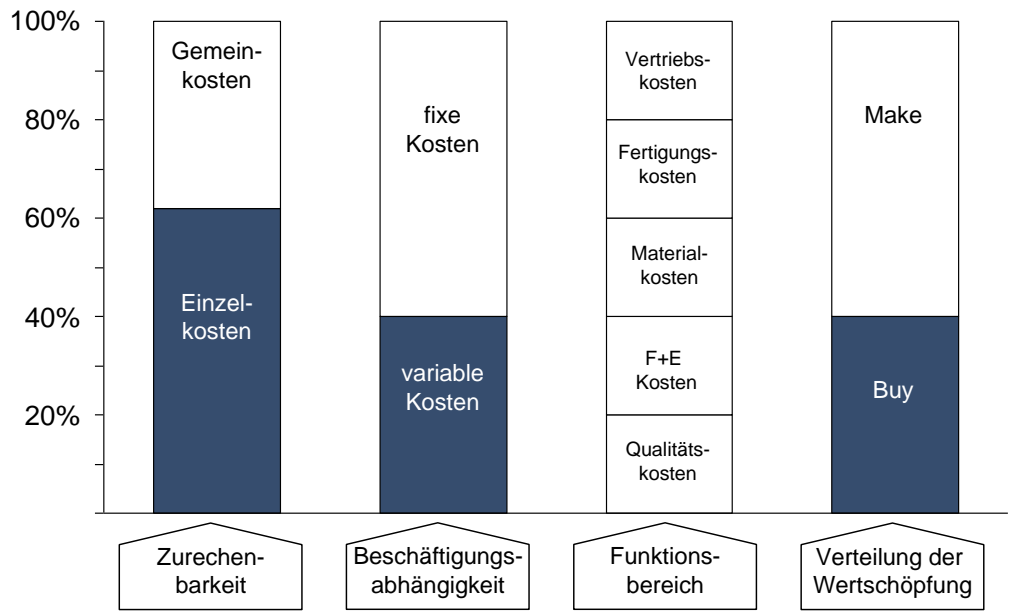 100%
80%
60%
40%
20%
Gemein-
kosten
Einzel-
kosten
fixe
Kosten
variable
Kosten
Vertriebs-
kosten
Fertigungs-
kosten
Material-
kosten
F+E
Kosten
Qualitäts-
kosten
Make
Buy
Zurechen-
barkeit
Beschäftigungs-
abhängigkeit
Funktions-
bereich
Verteilung der
Wertschöpfung